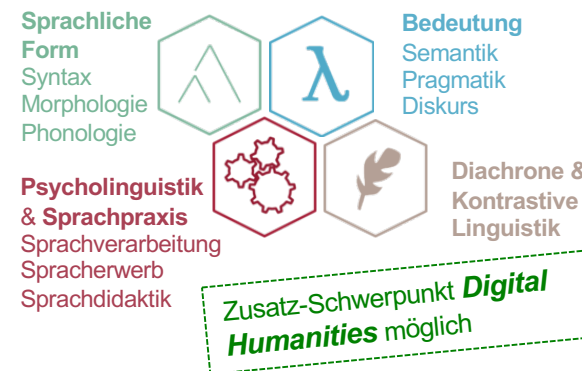 Sprachliche
Form
Syntax
Morphologie
Phonologie
λ
Bedeutung
Semantik
Pragmatik
Diskurs
Psycholinguistik
& Sprachpraxis
Sprachverarbeitung
Spracherwerb
Sprachdidaktik
Diachrone &
Kontrastive
Linguistik
Zusatz-Schwerpunkt Digital
Humanities möglich